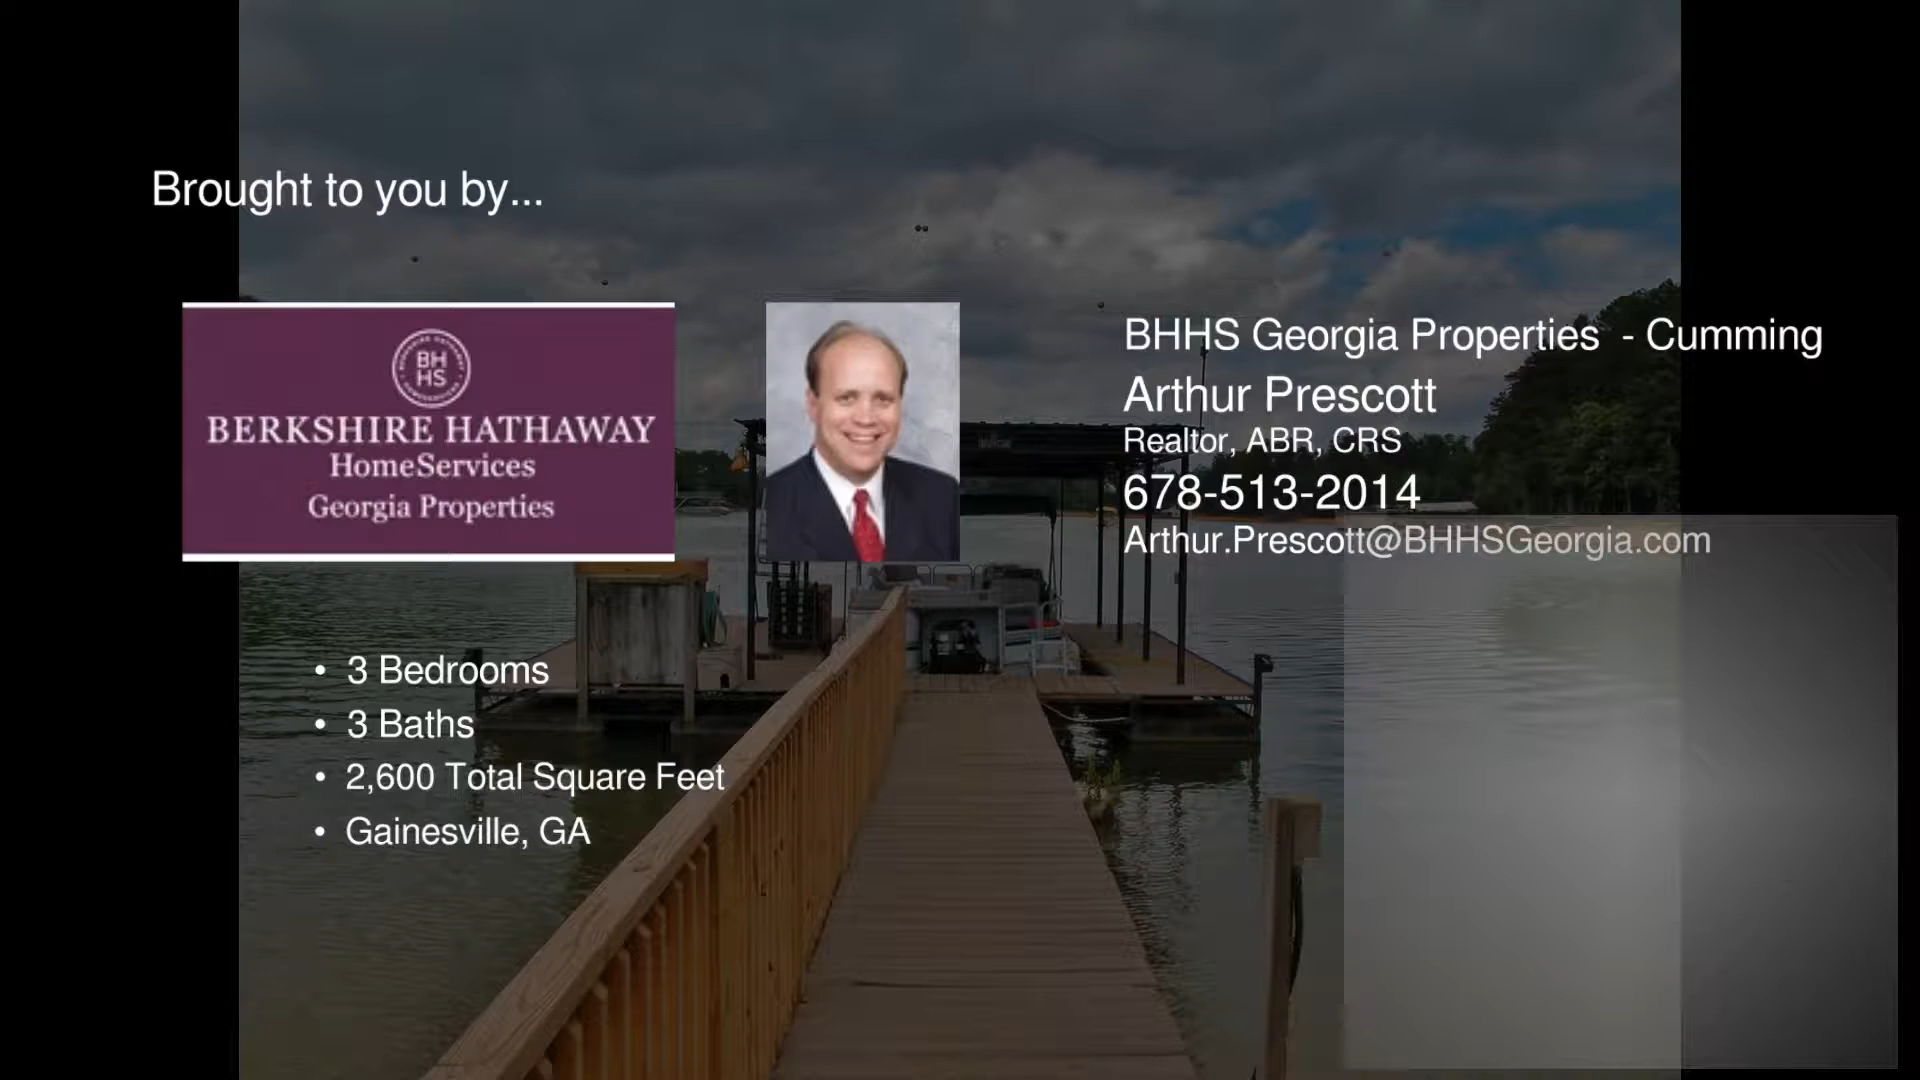 Brought to you by...
BH
HS
BERKSHIRE HATHAWAY
HomeServices
Georgia Properties
BHHS Georgia Properties - Cumming
Arthur Prescott
Realtor, ABR, CRS
678-513-2014
Arthur.Prescott@BHHSGeorgia.com
• 3 Bedrooms
• 3 Baths
• 2,600 Total Square Feet
• Gainesville, GA